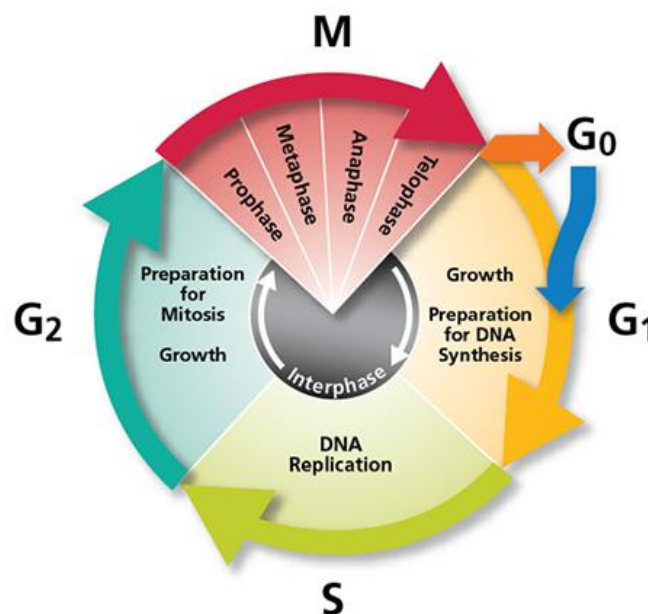 M
Prophase
Metaphase
Anaphase
Telophase
G0
Preparation
for
Mitosis
Growth
Growth
Preparation
for DNA
Synthesis
G2
G1
Interphase
DNA
Replication
S